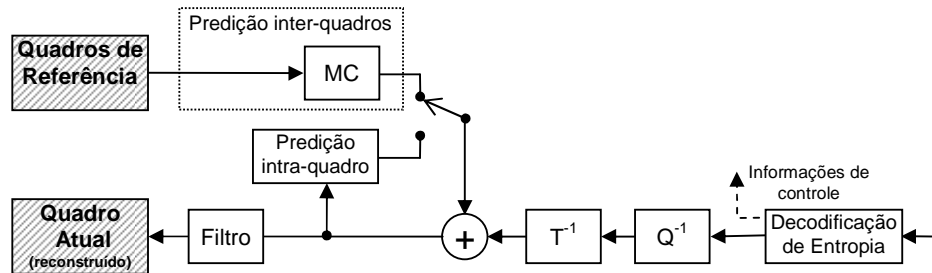 Predição inter-quadros
Quadros de
Referência
MC
Predição
intra-quadro
Informações de
controle
Quadro
Atual
(reconstruído)
Filtro
+
T-1
Q-1
Decodificação
de Entropia